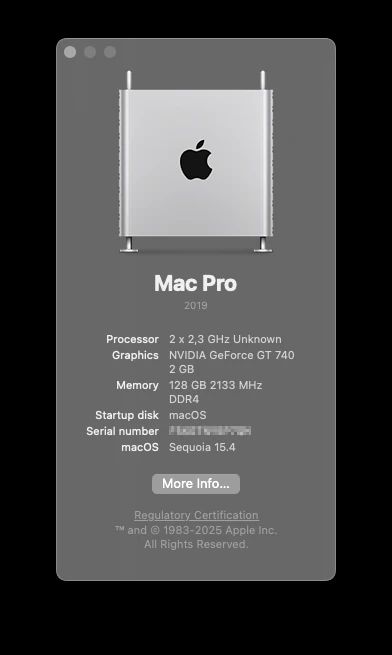 Mac Pro
2019
Processor 2 x 2,3 GHz Unknown
Graphics NVIDIA GeForce GT 740
2 GB
Memory 128 GB 2133 MHz
DDR4
Startup disk macOS
Serial number
macOS Sequoia 15.4
More Info...
Regulatory Certification
™ and © 1983-2025 Apple Inc.
All Rights Reserved.